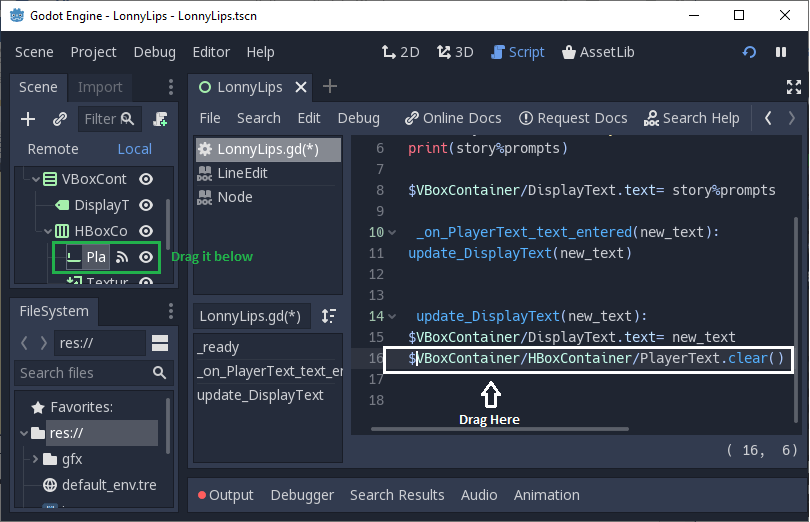 Godot Engine - LonnyLips - LonnyLips.tscn
Scene Project Debug Editor Help 2D 3D Script AssetLib
Scene Import
Filter
Remote Local
VBoxCont
DisplayT
HBoxCo
Pla
Drag it below
FileSystem
res://
Search files
Favorites:
res://
gfx
default_env.tre
LonnyLips
File Search Edit Debug Online Docs Request Docs Search Help
LonnyLips.gd(*)
LineEdit
Node
LonnyLips.gd(*)
_ready
_on_PlayerText_text_er
update_DisplayText
6 print(story%prompts)
7
8 $VBoxContainer/DisplayText.text= story%prompts
9
10 _on_PlayerText_text_entered(new_text):
11 update_DisplayText(new_text)
12
13
14 update_DisplayText(new_text):
15 $VBoxContainer/DisplayText.text= new_text
16 $VBoxContainer/HBoxContainer/PlayerText.clear()
17
18
Drag Here
( 16, 6)
Output Debugger Search Results Audio Animation